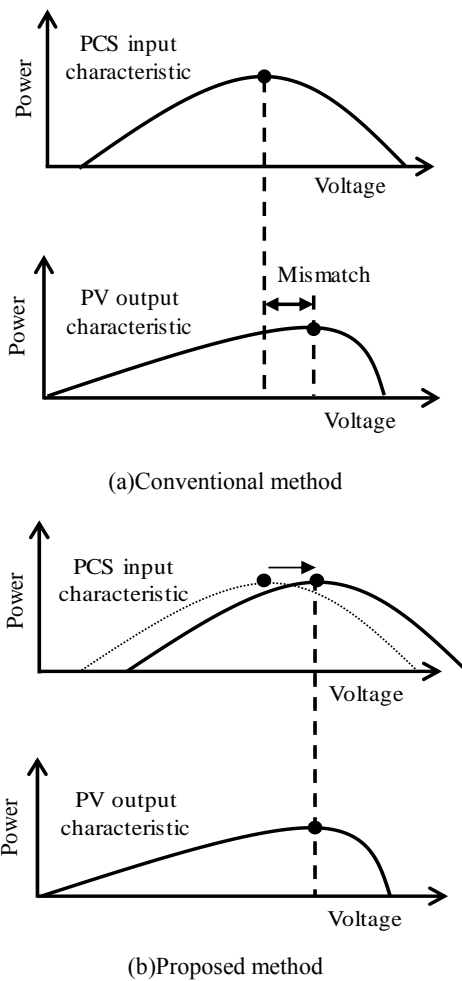 Power
PCS input
characteristic
Voltage
Power
PV output
characteristic
Mismatch
Voltage
(a)Conventional method
Power
PCS input
characteristic
Voltage
Power
PV output
characteristic
Voltage
(b)Proposed method